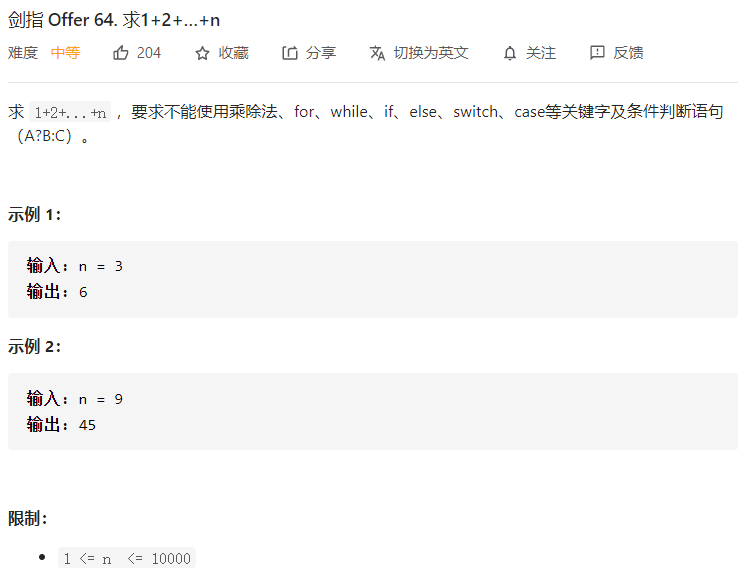 剑指 Offer 64. 求1+2+…+n
难度 中等 204 收藏 分享 切换为英文 关注 反馈
求 1+2+...+n ，要求不能使用乘除法、for、while、if、else、switch、case等关键字及条件判断语句
（A?B:C）。
示例 1：
输入：n = 3
输出：6
示例 2：
输入：n = 9
输出：45
限制：
1 <= n <= 10000